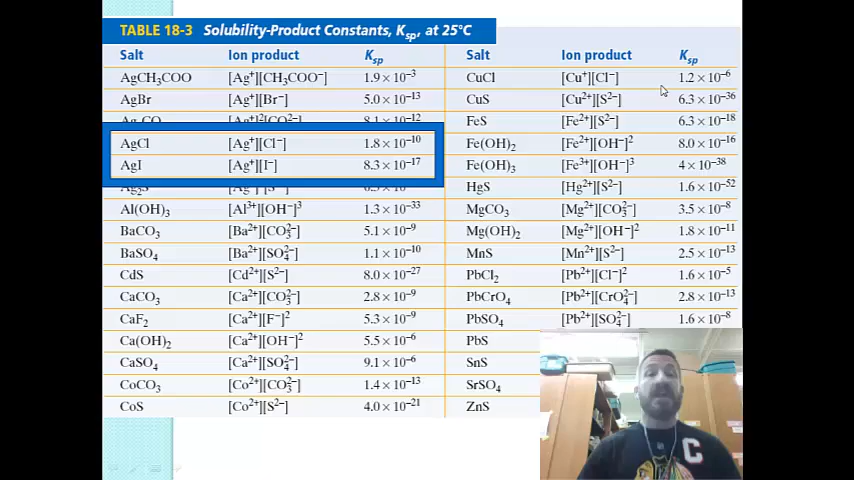 TABLE 18-3 Solubility-Product Constants, Ksp, at 25°C
Salt Ion product Ksp Salt Ion product Ksp
AgCH₃COO [Ag⁺][CH₃COO⁻] 1.9 × 10⁻³ CuCl [Cu⁺][Cl⁻] 1.2 × 10⁻⁶
AgBr [Ag⁺][Br⁻] 5.0 × 10⁻¹³ CuS [Cu²⁺][S²⁻] 6.3 × 10⁻³⁶
Ag₂CO [Ag⁺]²[CO²⁻] 8.1 × 10⁻¹² FeS [Fe²⁺][S²⁻] 6.3 × 10⁻¹⁸
AgCl [Ag⁺][Cl⁻] 1.8 × 10⁻¹⁰ Fe(OH)₂ [Fe²⁺][OH⁻]² 8.0 × 10⁻¹⁶
AgI [Ag⁺][I⁻] 8.3 × 10⁻¹⁷ Fe(OH)₃ [Fe³⁺][OH⁻]³ 4 × 10⁻³⁸
Ag₂S HgS [Hg²⁺][S²⁻] 1.6 × 10⁻⁵²
Al(OH)₃ [Al³⁺][OH⁻]³ 1.3 × 10⁻³³ MgCO₃ [Mg²⁺][CO₃²⁻] 3.5 × 10⁻⁸
BaCO₃ [Ba²⁺][CO₃²⁻] 5.1 × 10⁻⁹ Mg(OH)₂ [Mg²⁺][OH⁻]² 1.8 × 10⁻¹¹
BaSO₄ [Ba²⁺][SO₄²⁻] 1.1 × 10⁻¹⁰ MnS [Mn²⁺][S²⁻] 2.5 × 10⁻¹³
CdS [Cd²⁺][S²⁻] 8.0 × 10⁻²⁷ PbCl₂ [Pb²⁺][Cl⁻]² 1.6 × 10⁻⁵
CaCO₃ [Ca²⁺][CO₃²⁻] 2.8 × 10⁻⁹ PbCrO₄ [Pb²⁺][CrO₄²⁻] 2.8 × 10⁻¹³
CaF₂ [Ca²⁺][F⁻]² 5.3 × 10⁻⁹ PbSO₄ [Pb²⁺][SO₄²⁻] 1.6 × 10⁻⁸
Ca(OH)₂ [Ca²⁺][OH⁻]² 5.5 × 10⁻⁶ PbS
CaSO₄ [Ca²⁺][SO₄²⁻] 9.1 × 10⁻⁶ SnS
CoCO₃ [Co²⁺][CO₃²⁻] 1.4 × 10⁻¹³ SrSO₄
CoS [Co²⁺][S²⁻] 4.0 × 10⁻²¹ ZnS
C